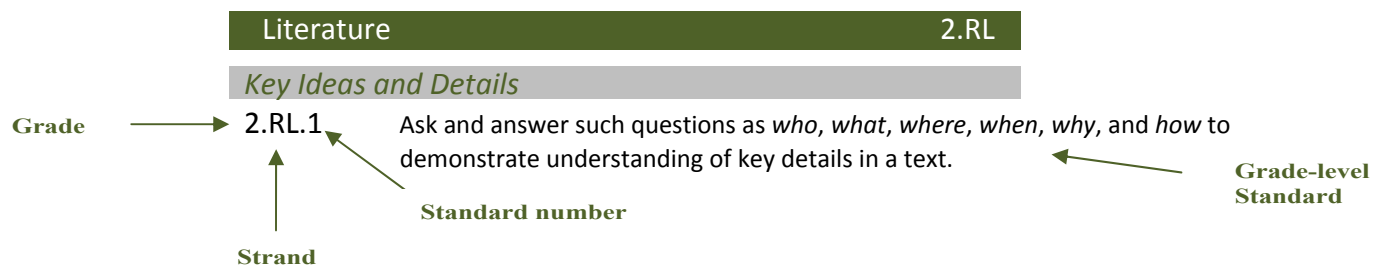 Literature 2.RL
Key Ideas and Details
Grade 2.RL.1 Ask and answer such questions as who, what, where, when, why, and how to
demonstrate understanding of key details in a text.
Grade-level
Standard
Standard number
Strand